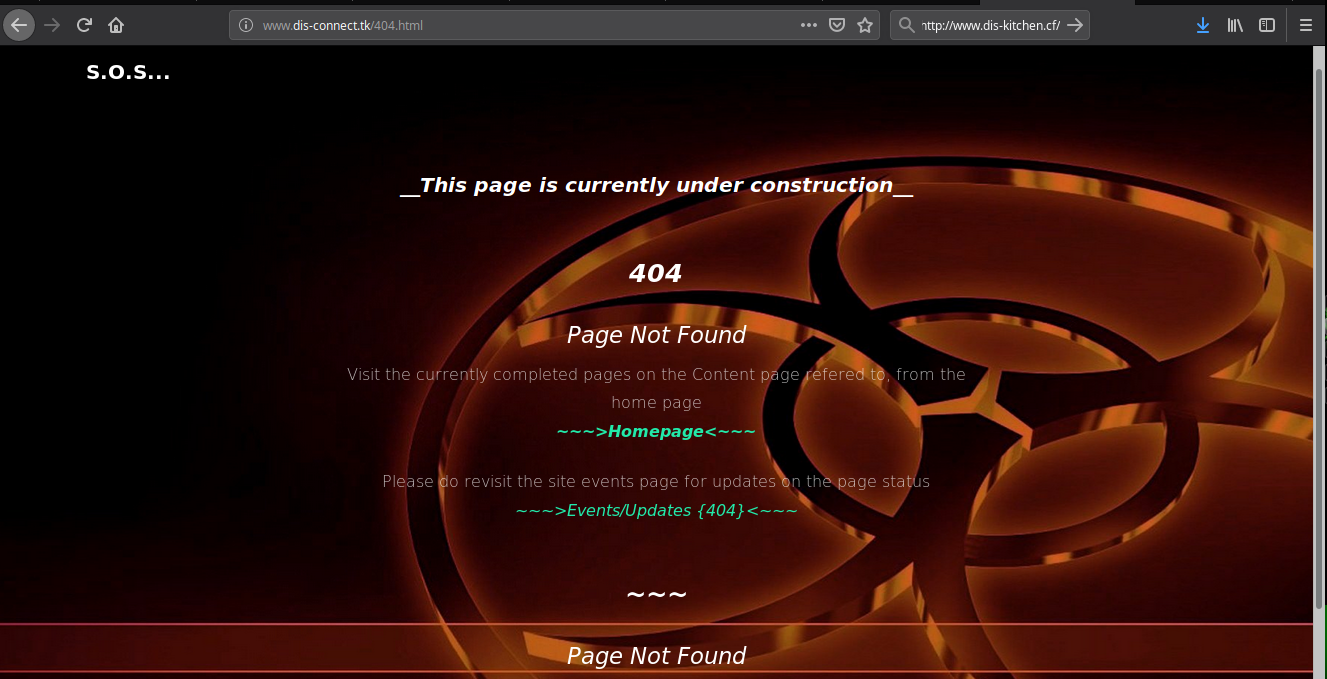 www.dis-connect.tk/404.html
http://www.dis-kitchen.cf/
S.O.S...
__This page is currently under construction__
404
Page Not Found
Visit the currently completed pages on the Content page refered to, from the
home page
~~~>Homepage<~~~
Please do revisit the site events page for updates on the page status
~~~>Events/Updates {404}<~~~
~~~
Page Not Found